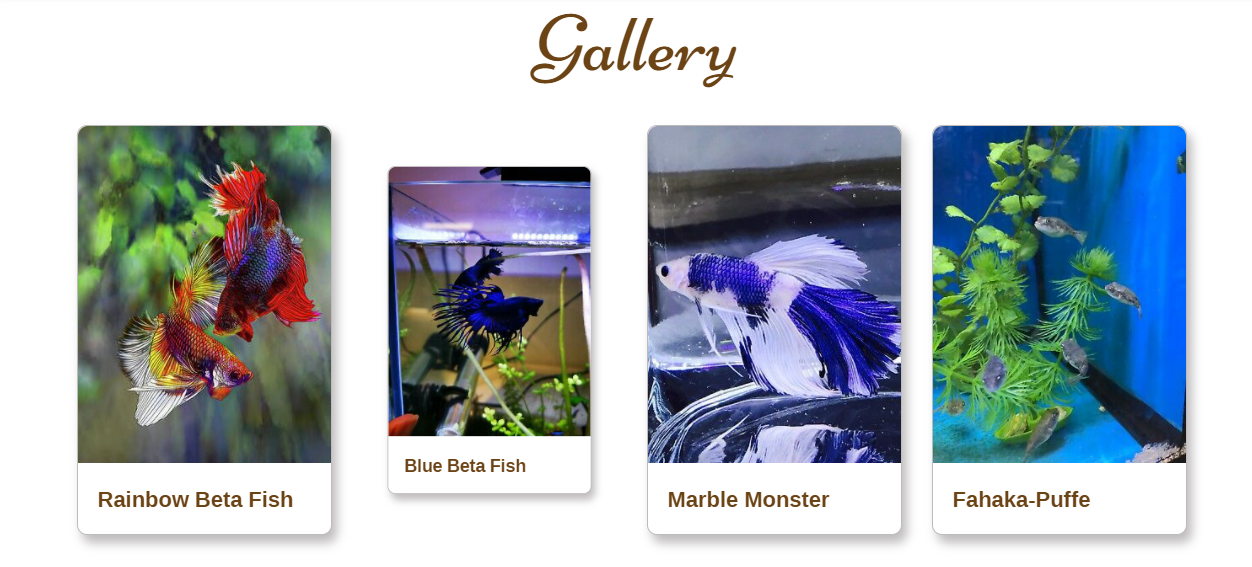 Gallery
Rainbow Beta Fish
Blue Beta Fish
Marble Monster
Fahaka-Puffe